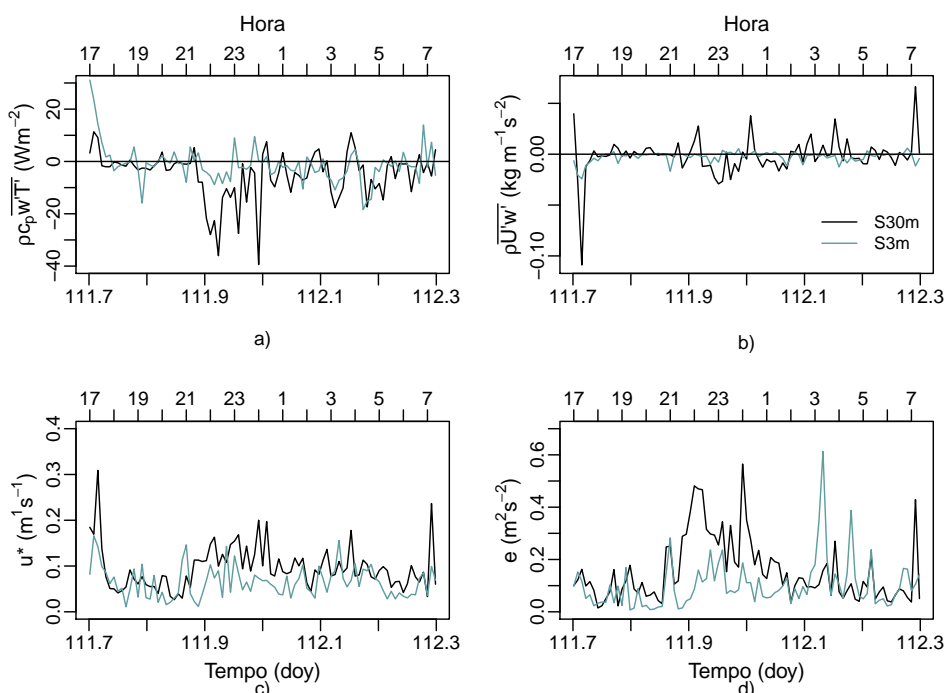 Hora
17 19 21 23 1 3 5 7
ρcₚw'T' (Wm⁻²)
20
0
−20
−40
111.7 111.9 112.1 112.3
a)
Hora
17 19 21 23 1 3 5 7
ρU'w' (kg m⁻¹s⁻²)
0.00
−0.10
S30m
S3m
111.7 111.9 112.1 112.3
b)
17 19 21 23 1 3 5 7
u* (m¹s⁻¹)
0.4
0.3
0.2
0.1
0.0
111.7 111.9 112.1 112.3
Tempo (doy)
c)
17 19 21 23 1 3 5 7
e (m²s⁻²)
0.6
0.4
0.2
0.0
111.7 111.9 112.1 112.3
Tempo (doy)
d)